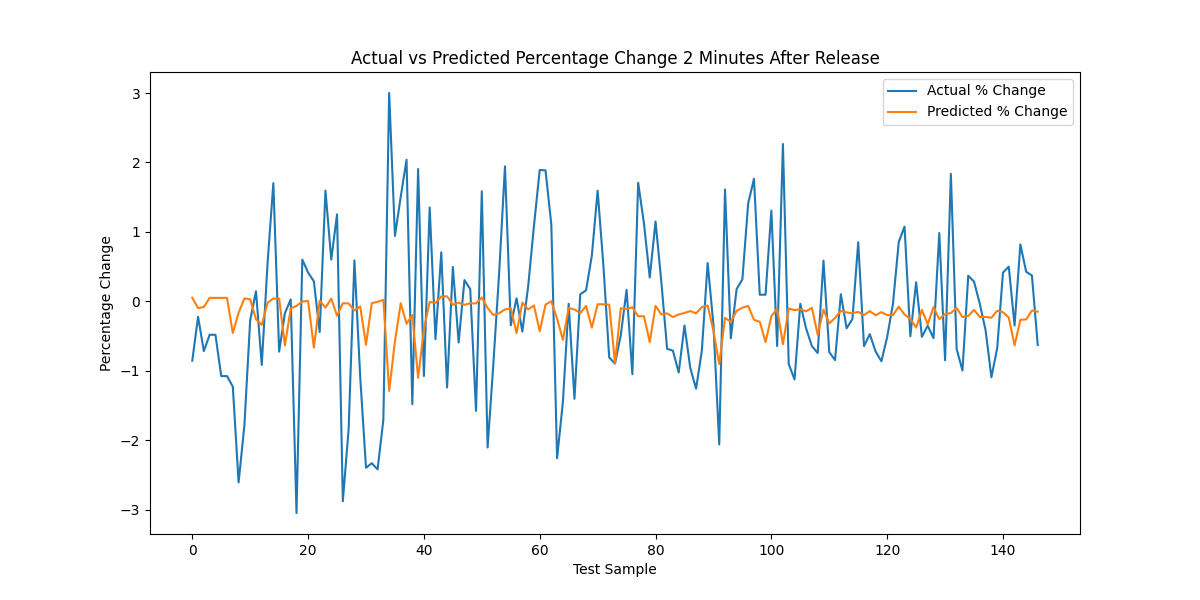 Actual vs Predicted Percentage Change 2 Minutes After Release
Actual % Change
Predicted % Change
Percentage Change
3
2
1
0
−1
−2
−3
0 20 40 60 80 100 120 140
Test Sample